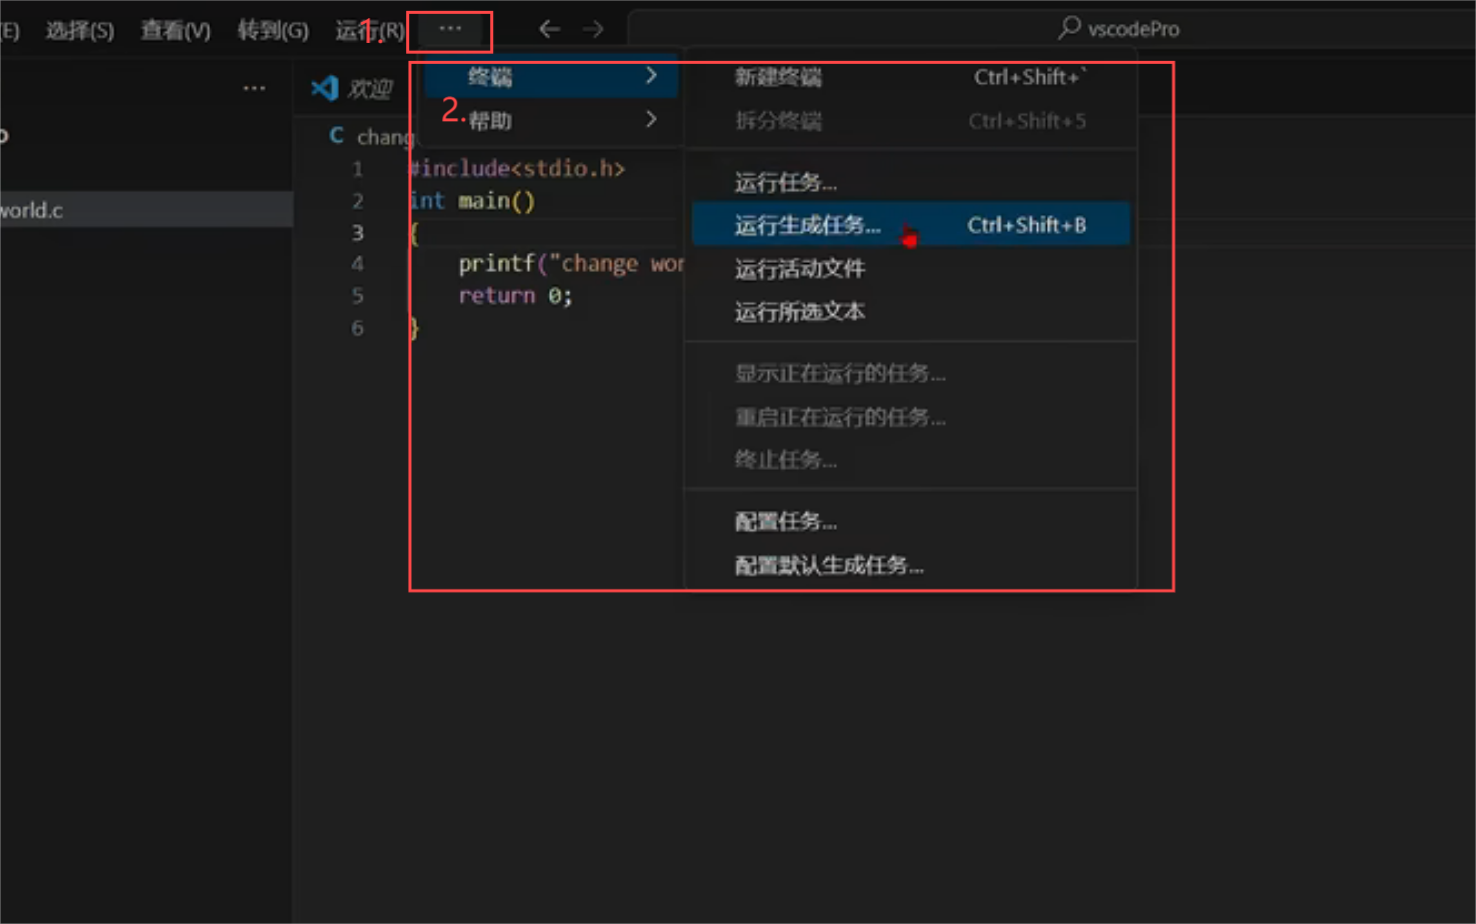 (E) 选择(S) 查看(V) 转到(G) 运行(R) ... vscodePro
1.
欢迎
2.
终端
帮助
新建终端 Ctrl+Shift+`
拆分终端 Ctrl+Shift+5
运行任务...
运行生成任务... Ctrl+Shift+B
运行活动文件
运行所选文本
显示正在运行的任务...
重启正在运行的任务...
终止任务...
配置任务...
配置默认生成任务...
world.c
C chang
1 #include<stdio.h>
2 int main()
3 {
4 printf("change wor
5 return 0;
6 }